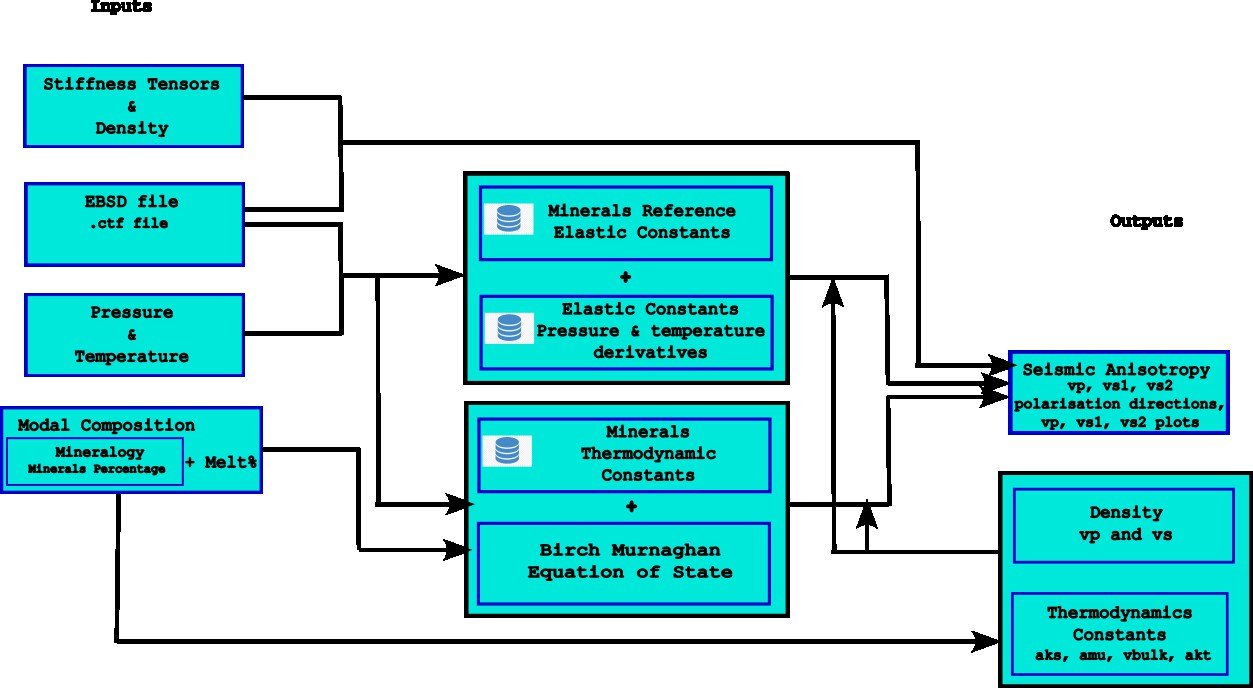 Inputs
Stiffness Tensors
&
Density
EBSD file
.ctf file
Pressure
&
Temperature
Modal Composition
Mineralogy
Minerals Percentage
+ Melt%
Minerals Reference
Elastic Constants
+
Elastic Constants
Pressure & temperature
derivatives
Minerals
Thermodynamic
Constants
+
Birch Murnaghan
Equation of State
Outputs
Seismic Anisotropy
vp, vs1, vs2
polarisation directions,
vp, vs1, vs2 plots
Density
vp and vs
Thermodynamics
Constants
aks, amu, vbulk, akt